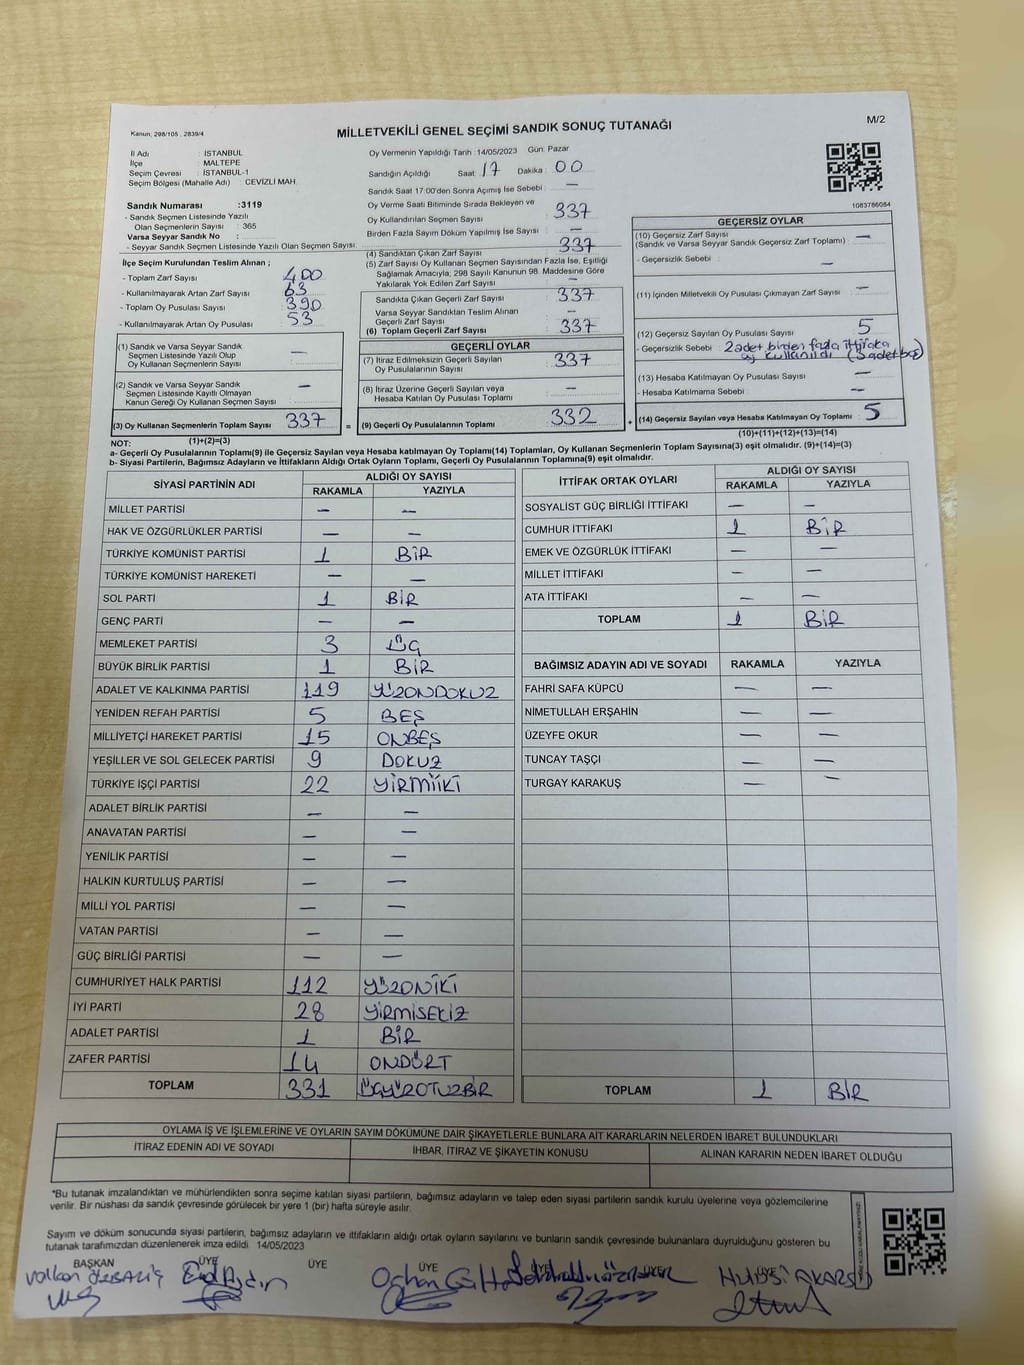 Kanun, 298/105 , 2839/4
MİLLETVEKİLİ GENEL SEÇİMİ SANDIK SONUÇ TUTANAĞI
M/2
İl Adı : İSTANBUL
İlçe : MALTEPE
Seçim Çevresi : İSTANBUL-1
Seçim Bölgesi (Mahalle Adı) : CEVİZLİ MAH.
Oy Vermenin Yapıldığı Tarih :14/05/2023 Gün: Pazar
Sandığın Açıldığı Saat : 17 Dakika : 00
Sandık Saat 17:00'den Sonra Açımış İse Sebebi : —
Sandık Numarası :3119
- Sandık Seçmen Listesinde Yazılı
Olan Seçmenlerin Sayısı : 365
Varsa Seyyar Sandık No :
- Seyyar Sandık Seçmen Listesinde Yazılı Olan Seçmen Sayısı:
Oy Verme Saati Bitiminde Sırada Bekleyen ve
Oy Kullandırılan Seçmen Sayısı : 337
Birden Fazla Sayım Döküm Yapılmış İse Sayısı : —
(4) Sandıktan Çıkan Zarf Sayısı : 337
(5) Zarf Sayısı Oy Kullanan Seçmen Sayısından Fazla İse, Eşitliği
Sağlamak Amacıyla, 298 Sayılı Kanunun 98. Maddesine Göre
Yakılarak Yok Edilen Zarf Sayısı : —
İlçe Seçim Kurulundan Teslim Alınan ;
- Toplam Zarf Sayısı : 400
- Kullanılmayarak Artan Zarf Sayısı : 63
- Toplam Oy Pusulası Sayısı : 390
- Kullanılmayarak Artan Oy Pusulası : 53
Sandıkta Çıkan Geçerli Zarf Sayısı : 337
Varsa Seyyar Sandıktan Teslim Alınan
Geçerli Zarf Sayısı : —
(6) Toplam Geçerli Zarf Sayısı : 337
(1) Sandık ve Varsa Seyyar Sandık
Seçmen Listesinde Yazılı Olup
Oy Kullanan Seçmenlerin Sayısı : —
(2) Sandık ve Varsa Seyyar Sandık
Seçmen Listesinde Kayıtlı Olmayan
Kanun Gereği Oy Kullanan Seçmen Sayısı : —
(3) Oy Kullanan Seçmenlerin Toplam Sayısı : 337
GEÇERLİ OYLAR
(7) İtiraz Edilmeksizin Geçerli Sayılan
Oy Pusulalarının Sayısı : 337
(8) İtiraz Üzerine Geçerli Sayılan veya
Hesaba Katılan Oy Pusulası Toplamı : —
= (9) Geçerli Oy Pusulalarının Toplamı : 332
1083786084
GEÇERSİZ OYLAR
(10) Geçersiz Zarf Sayısı
(Sandık ve Varsa Seyyar Sandık Geçersiz Zarf Toplamı) : —
- Geçersizlik Sebebi : —
(11) İçinden Milletvekili Oy Pusulası Çıkmayan Zarf Sayısı : —
(12) Geçersiz Sayılan Oy Pusulası Sayısı : 5
- Geçersizlik Sebebi : 2 adet birden fazla ittifaka
oy kullanıldı (3 adet boş)
(13) Hesaba Katılmayan Oy Pusulası Sayısı : —
- Hesaba Katılmama Sebebi : —
+ (14) Geçersiz Sayılan veya Hesaba Katılmayan Oy Toplamı : 5
(1)+(2)=(3)
(10)+(11)+(12)+(13)=(14)
NOT:
a- Geçerli Oy Pusulalarının Toplamı(9) ile Geçersiz Sayılan veya Hesaba katılmayan Oy Toplamı(14) Toplamları, Oy Kullanan Seçmenlerin Toplam Sayısına(3) eşit olmalıdır. (9)+(14)=(3)
b- Siyasi Partilerin, Bağımsız Adayların ve İttifakların Aldığı Ortak Oyların Toplamı, Geçerli Oy Pusulalarının Toplamına(9) eşit olmalıdır.
SİYASİ PARTİNİN ADI ALDIĞI OY SAYISI
RAKAMLA YAZIYLA
MİLLET PARTİSİ — —
HAK VE ÖZGÜRLÜKLER PARTİSİ — —
TÜRKİYE KOMÜNİST PARTİSİ 1 BİR
TÜRKİYE KOMÜNİST HAREKETİ — —
SOL PARTİ 1 BİR
GENÇ PARTİ — —
MEMLEKET PARTİSİ 3 ÜÇ
BÜYÜK BİRLİK PARTİSİ 1 BİR
ADALET VE KALKINMA PARTİSİ 119 YÜZONDOKUZ
YENİDEN REFAH PARTİSİ 5 BEŞ
MİLLİYETÇİ HAREKET PARTİSİ 15 ONBEŞ
YEŞİLLER VE SOL GELECEK PARTİSİ 9 DOKUZ
TÜRKİYE İŞÇİ PARTİSİ 22 YİRMİİKİ
ADALET BİRLİK PARTİSİ — —
ANAVATAN PARTİSİ — —
YENİLİK PARTİSİ — —
HALKIN KURTULUŞ PARTİSİ — —
MİLLİ YOL PARTİSİ — —
VATAN PARTİSİ — —
GÜÇ BİRLİĞİ PARTİSİ — —
CUMHURİYET HALK PARTİSİ 112 YÜZONİKİ
İYİ PARTİ 28 YİRMİSEKİZ
ADALET PARTİSİ 1 BİR
ZAFER PARTİSİ 14 ONDÖRT
TOPLAM 331 ÜÇYÜZOTUZBİR
İTTİFAK ORTAK OYLARI ALDIĞI OY SAYISI
RAKAMLA YAZIYLA
SOSYALİST GÜÇ BİRLİĞİ İTTİFAKI — —
CUMHUR İTTİFAKI 1 BİR
EMEK VE ÖZGÜRLÜK İTTİFAKI — —
MİLLET İTTİFAKI — —
ATA İTTİFAKI — —
TOPLAM 1 BİR
BAĞIMSIZ ADAYIN ADI VE SOYADI RAKAMLA YAZIYLA
FAHRİ SAFA KÜPCÜ — —
NİMETULLAH ERŞAHİN — —
ÜZEYFE OKUR — —
TUNCAY TAŞÇI — —
TURGAY KARAKUŞ — —
TOPLAM 1 BİR
OYLAMA İŞ VE İŞLEMLERİNE VE OYLARIN SAYIM DÖKÜMÜNE DAİR ŞİKAYETLERLE BUNLARA AİT KARARLARIN NELERDEN İBARET BULUNDUKLARI
İTİRAZ EDENİN ADI VE SOYADI İHBAR, İTİRAZ VE ŞİKAYETİN KONUSU ALINAN KARARIN NEDEN İBARET OLDUĞU
*Bu tutanak imzalandıktan ve mühürlendikten sonra seçime katılan siyasi partilerin, bağımsız adayların ve talep eden siyasi partilerin sandık kurulu üyelerine veya gözlemcilerine
verilir. Bir nüshası da sandık çevresinde görülecek bir yere 1 (bir) hafta süreyle asılır.
Sayım ve döküm sonucunda siyasi partilerin, bağımsız adayların ve ittifakların aldığı ortak oyların sayılarını ve bunların sandık çevresinde bulunanlara duyrulduğunu gösteren bu
tutanak tarafımızdan düzenlenerek imza edildi. 14/05/2023
BAŞKAN ÜYE ÜYE ÜYE ÜYE ÜYE
Volkan Erol Aydın Orhan HULUSİ AKARSU